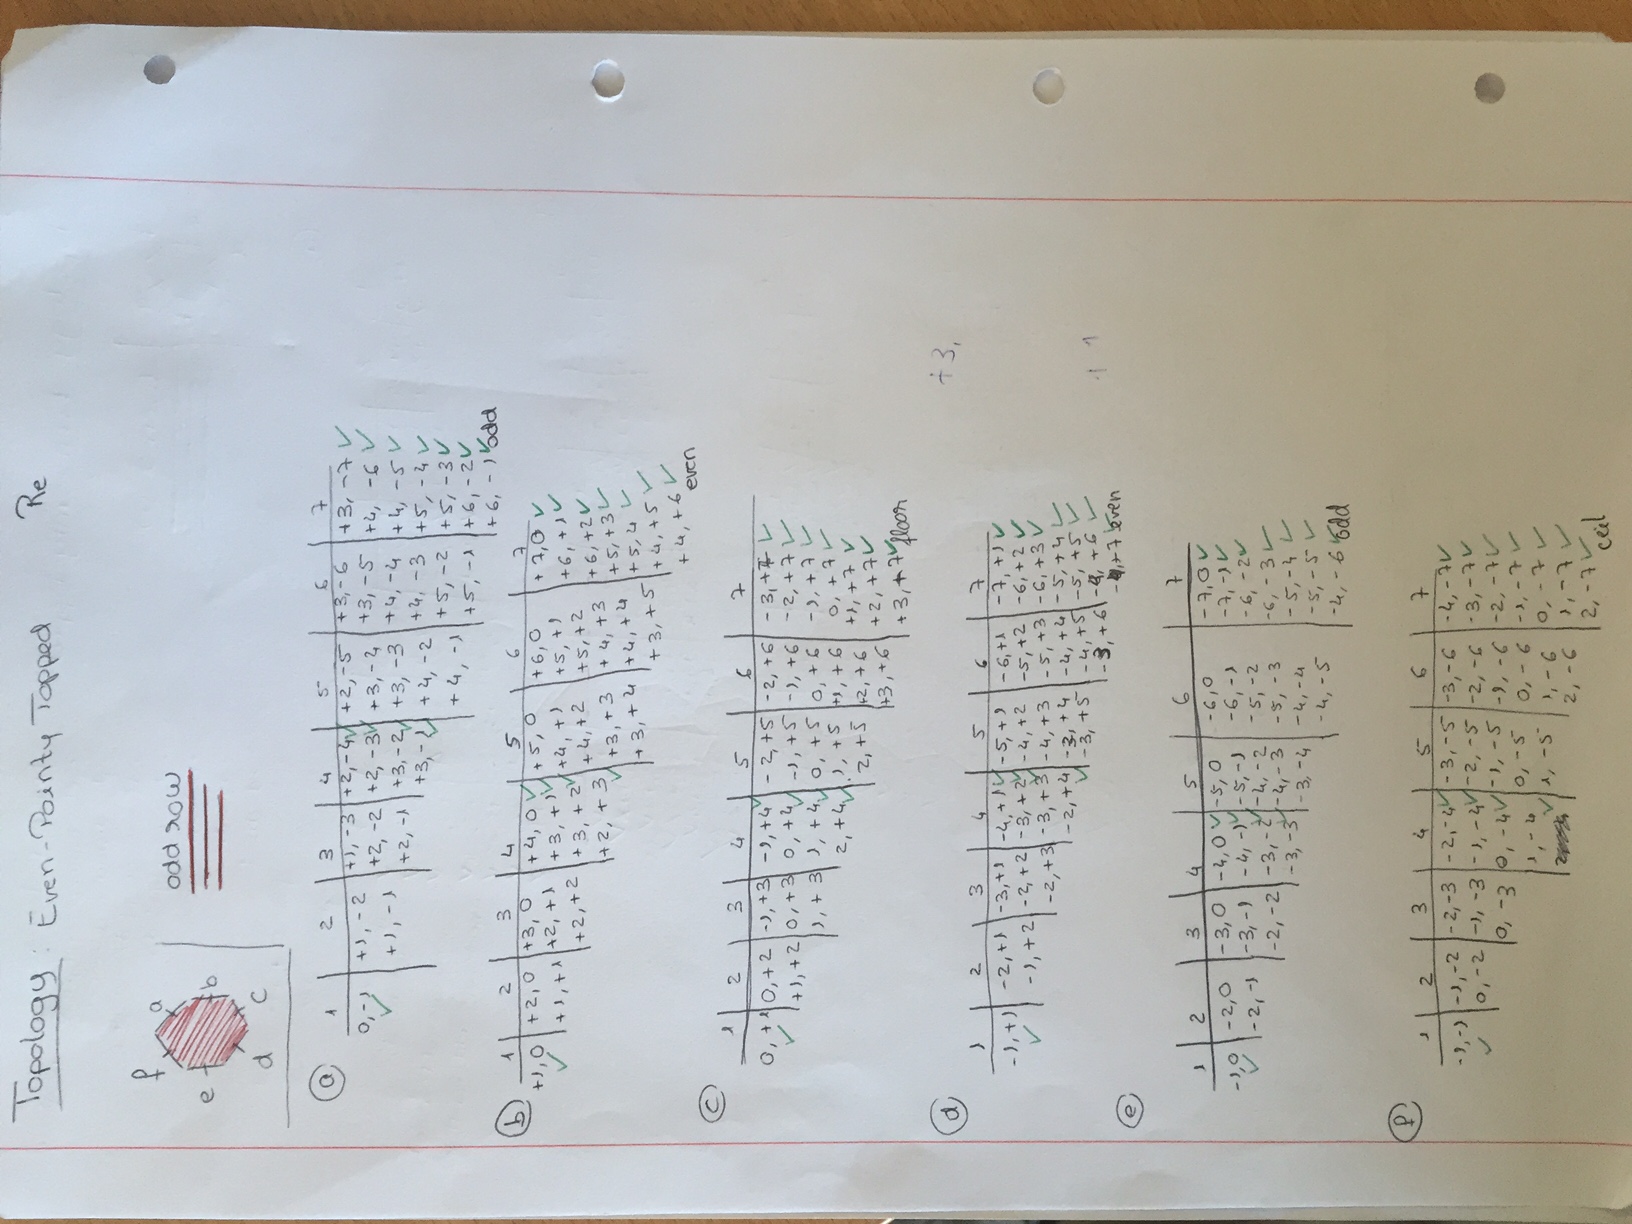 Topology: Even-Pointy Topped Re
f a
e b
d c
odd row
a
1 2 3 4 5 6 7
0,-1 +1,-2 +1,-3 +2,-4 +2,-5 +3,-6 +3,-7
+1,-1 +2,-2 +2,-3 +3,-4 +3,-5 +4,-6
+2,-1 +3,-2 +3,-3 +4,-4 +4,-5
+3,-1 +4,-2 +4,-3 +5,-4
+4,-1 +5,-2 +5,-3
+5,-1 +6,-2
+6,-1 odd
b
1 2 3 4 5 6 7
+1,0 +2,0 +3,0 +4,0 +5,0 +6,0 +7,0
+1,+1 +2,+1 +3,+1 +4,+1 +5,+1 +6,+1
+2,+2 +3,+2 +4,+2 +5,+2 +6,+2
+2,+3 +3,+3 +4,+3 +5,+3
+3,+4 +4,+4 +5,4
+3,+5 +4,+5
+4,+6 even
c
1 2 3 4 5 6 7
0,+1 0,+2 -1,+3 -1,+4 -2,+5 -2,+6 -3,+7
+1,+2 0,+3 0,+4 -1,+5 -1,+6 -2,+7
1,+3 1,+4 0,+5 0,+6 -1,+7
2,+4 1,+5 +1,+6 0,+7
2,+5 +2,+6 +1,+7
+3,+6 +2,+7
+3,+7 floor
d
+3,
1 2 3 4 5 6 7
-1,+1 -2,+1 -3,+1 -4,+1 -5,+1 -6,+1 -7,+1
-1,+2 -2,+2 -3,+2 -4,+2 -5,+2 -6,+2
-2,+3 -3,+3 -4,+3 -5,+3 -6,+3
-2,+4 -3,+4 -4,+4 -5,+4
-3,+5 -4,+5 -5,+5
-3,+6 -4,+6
-4,+7 even
1 1
e
1 2 3 4 5 6 7
-1,0 -2,0 -3,0 -4,0 -5,0 -6,0 -7,0
-2,-1 -3,-1 -4,-1 -5,-1 -6,-1 -7,-1
-2,-2 -3,-2 -4,-2 -5,-2 -6,-2
-3,-3 -4,-3 -5,-3 -6,-3
-3,-4 -4,-4 -5,-4
-4,-5 -5,-5
-4,-6 odd
f
1 2 3 4 5 6 7
-1,-1 -1,-2 -2,-3 -2,-4 -3,-5 -3,-6 -4,-7
0,-2 -1,-3 -1,-4 -2,-5 -2,-6 -3,-7
0,-3 0,-4 -1,-5 -1,-6 -2,-7
1,-4 0,-5 0,-6 -1,-7
1,-5 1,-6 0,-7
2,-6 1,-7
2,-7 ceil